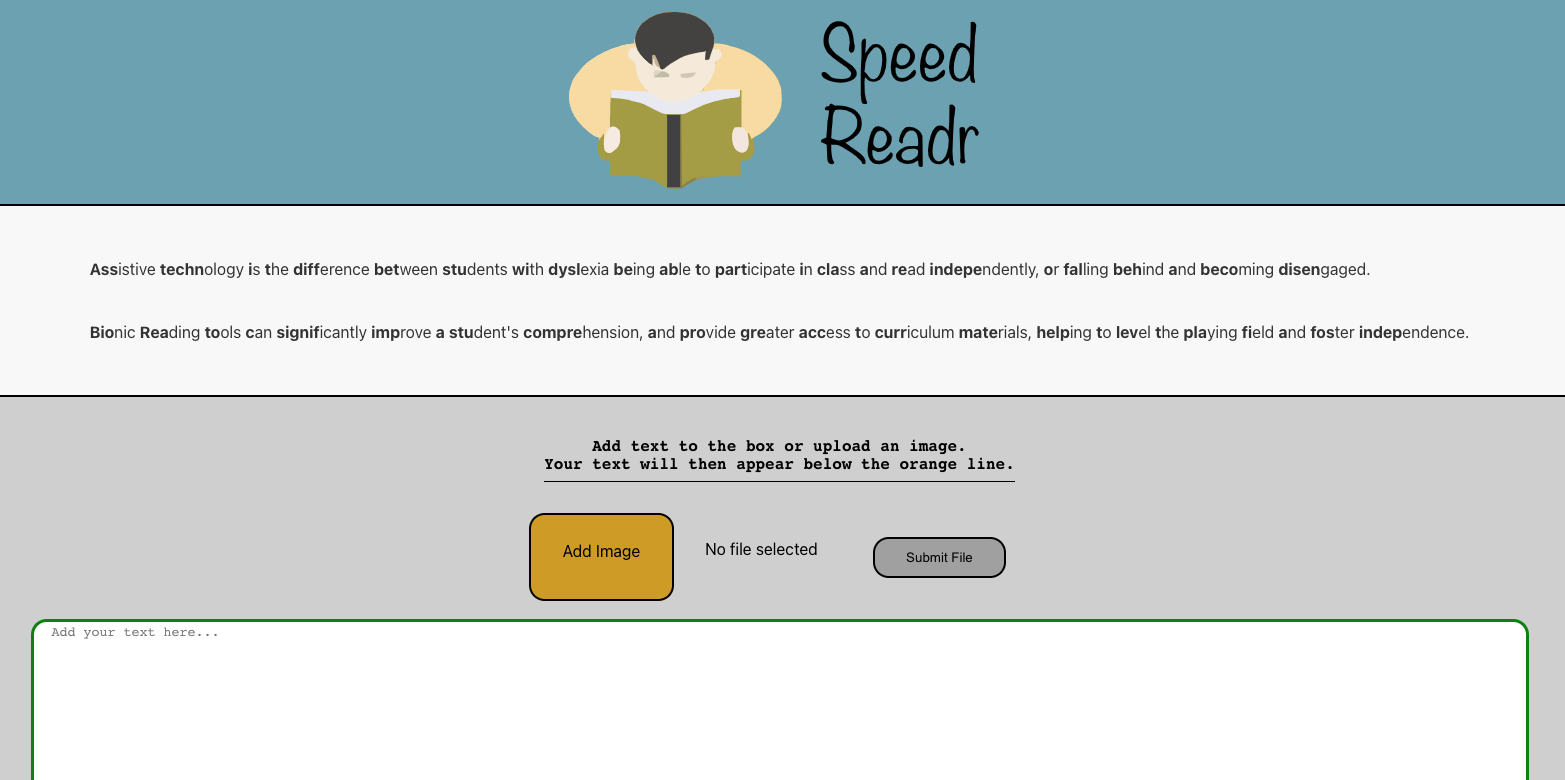 Speed
Readr
Assistive technology is the difference between students with dyslexia being able to participate in class and read independently, or falling behind and becoming disengaged.
Bionic Reading tools can significantly improve a student's comprehension, and provide greater access to curriculum materials, helping to level the playing field and foster independence.
Add text to the box or upload an image.
Your text will then appear below the orange line.
Add Image
No file selected
Submit File
Add your text here...